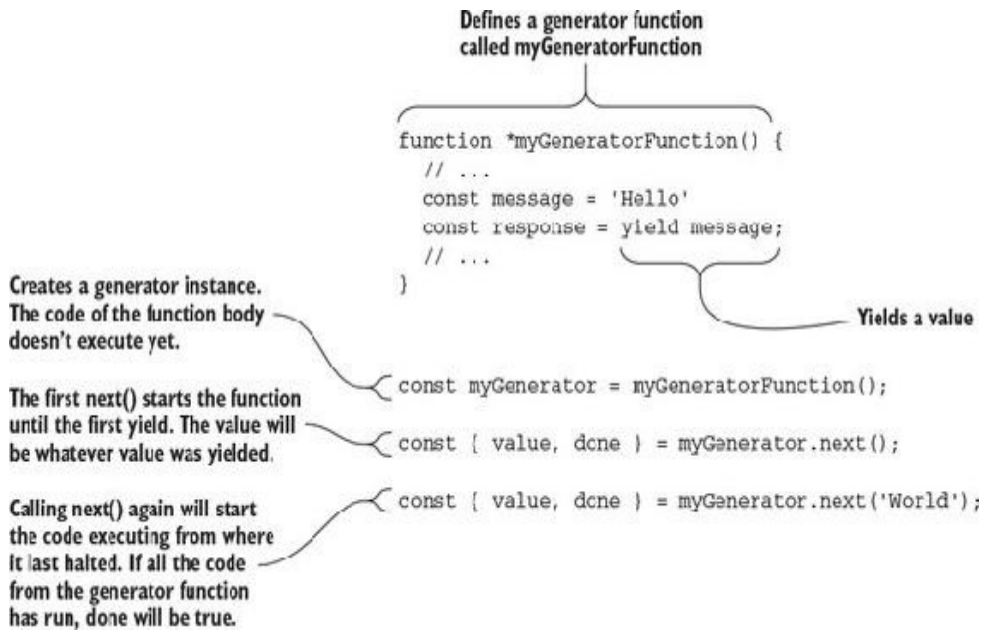 Defines a generator function
called myGeneratorFunction
function *myGeneratorFunction() {
// ...
const message = 'Hello'
const response = yield message;
// ...
}
Yields a value
Creates a generator instance.
The code of the function body
doesn't execute yet.
const myGenerator = myGeneratorFunction();
The first next() starts the function
until the first yield. The value will
be whatever value was yielded.
const { value, done } = myGenerator.next();
Calling next() again will start
the code executing from where
it last halted. If all the code
from the generator function
has run, done will be true.
const { value, done } = myGenerator.next('World');